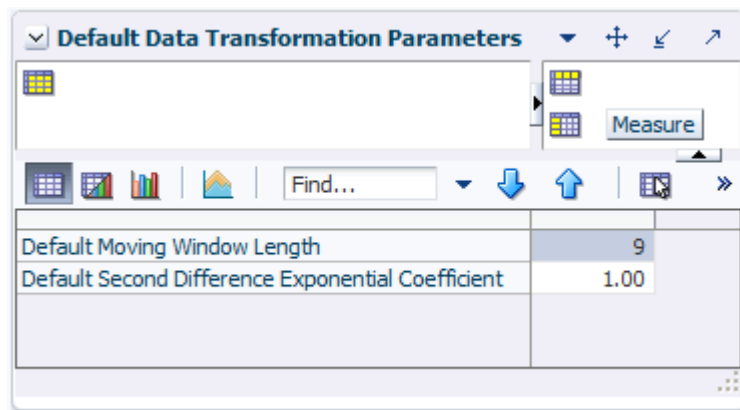 Default Data Transformation Parameters
Measure
Find...
Default Moving Window Length 9
Default Second Difference Exponential Coefficient 1.00